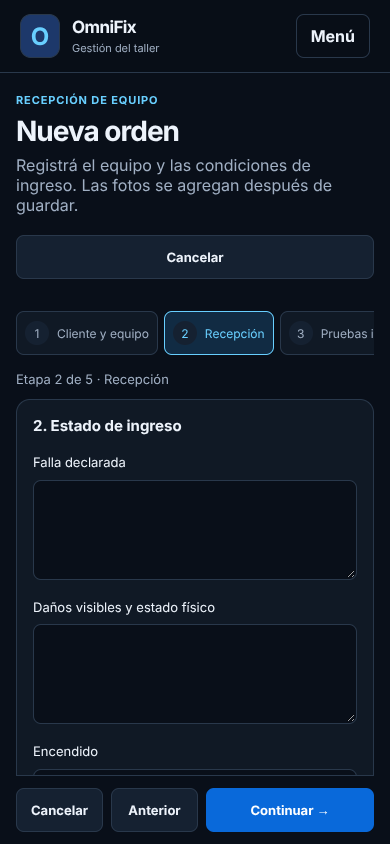 O
OmniFix
Gestión del taller
Menú
RECEPCIÓN DE EQUIPO
Nueva orden
Registrá el equipo y las condiciones de
ingreso. Las fotos se agregan después de
guardar.
Cancelar
1 Cliente y equipo
2 Recepción
3 Pruebas i
Etapa 2 de 5 · Recepción
2. Estado de ingreso
Falla declarada
Daños visibles y estado físico
Encendido
Cancelar
Anterior
Continuar →